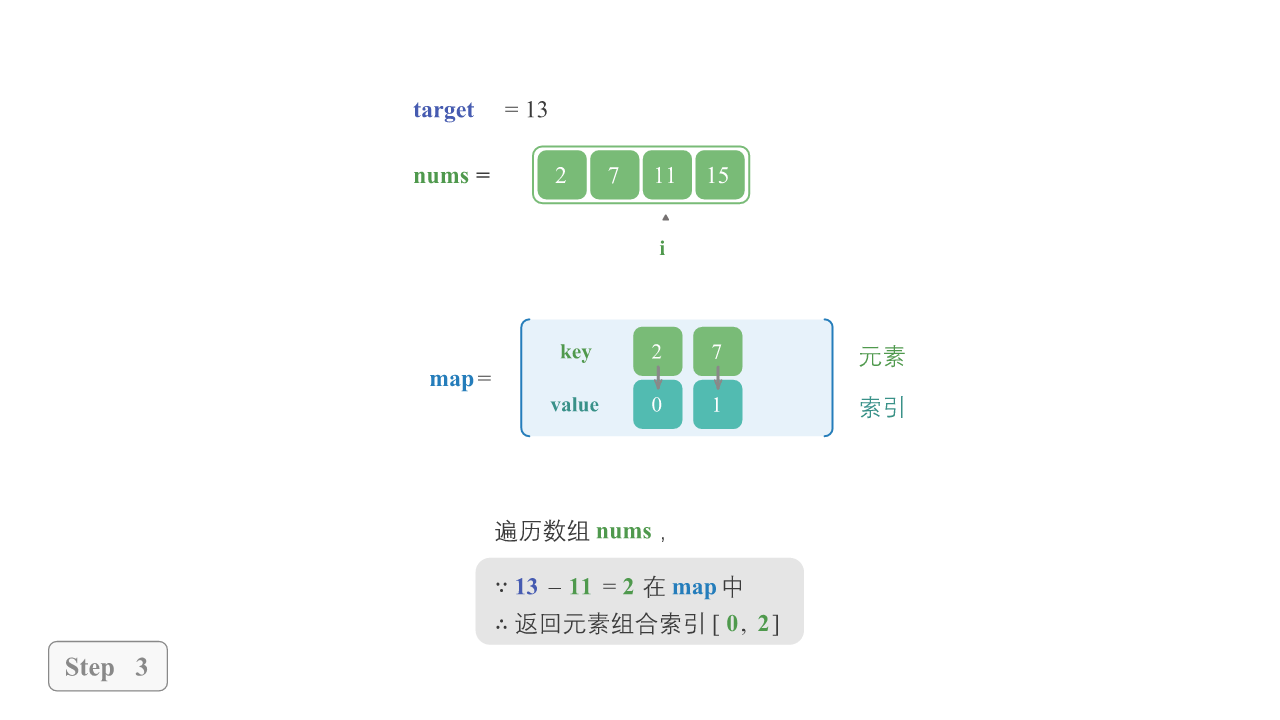 target = 13
nums = 2 7 11 15
i
key 2 7 元素
map =
value 0 1 索引
遍历数组 nums，
∵ 13 – 11 = 2 在 map 中
∴ 返回元素组合索引 [ 0, 2 ]
Step 3